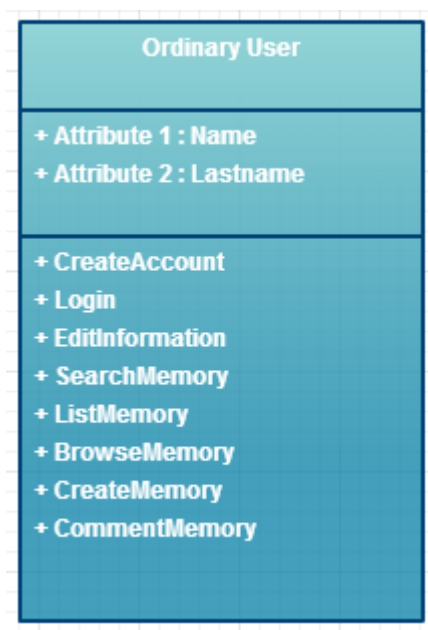 Ordinary User
+ Attribute 1 : Name
+ Attribute 2 : Lastname
+ CreateAccount
+ Login
+ EditInformation
+ SearchMemory
+ ListMemory
+ BrowseMemory
+ CreateMemory
+ CommentMemory